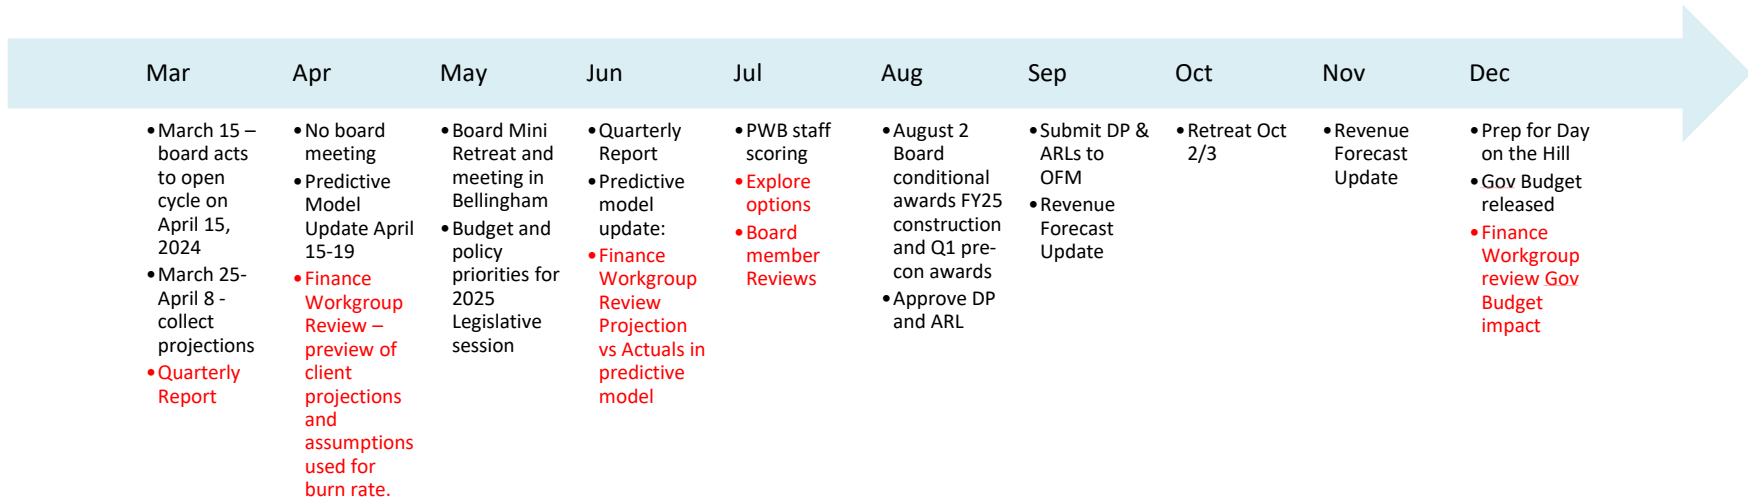 Mar
Apr
May
Jun
Jul
Aug
Sep
Oct
Nov
Dec
•March 15 –
board acts
to open
cycle on
April 15,
2024
•March 25-
April 8 -
collect
projections
•Quarterly
Report
•No board
meeting
•Predictive
Model
Update April
15-19
•Finance
Workgroup
Review –
preview of
client
projections
and
assumptions
used for
burn rate.
•Board Mini
Retreat and
meeting in
Bellingham
•Budget and
policy
priorities for
2025
Legislative
session
•Quarterly
Report
•Predictive
model
update:
•Finance
Workgroup
Review
Projection
vs Actuals in
predictive
model
•PWB staff
scoring
•Explore
options
•Board
member
Reviews
•August 2
Board
conditional
awards FY25
construction
and Q1 pre-
con awards
•Approve DP
and ARL
•Submit DP &
ARLs to
OFM
•Revenue
Forecast
Update
•Retreat Oct
2/3
•Revenue
Forecast
Update
•Prep for Day
on the Hill
•Gov Budget
released
•Finance
Workgroup
review Gov
Budget
impact